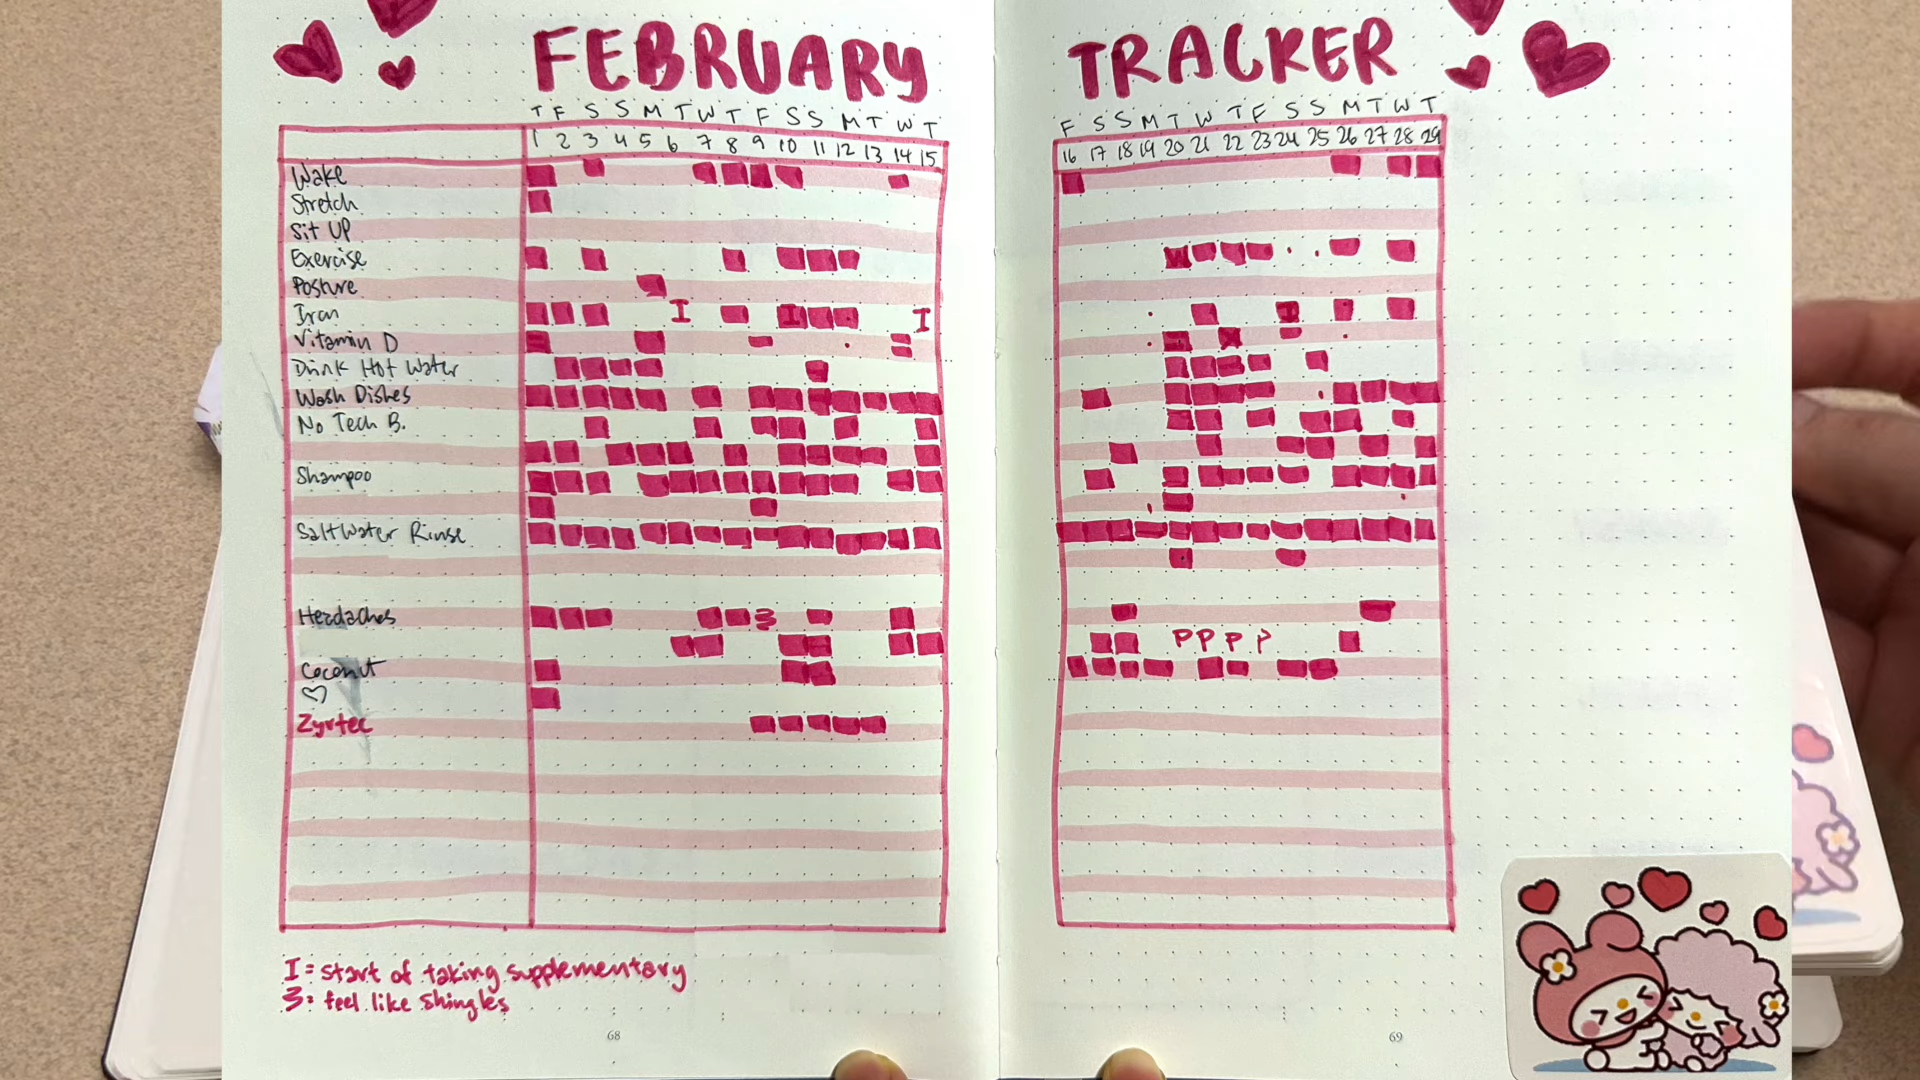 FEBRUARY TRACKER
T F S S M T W T F S S M T W T
1 2 3 4 5 6 7 8 9 10 11 12 13 14 15
F S S M T W T F S S M T W T
16 17 18 19 20 21 22 23 24 25 26 27 28 29
Wake
Stretch
Sit UP
Exercise
Posture
Iron I I I I
Vitamin D
Drink Hot Water
Wash Dishes
No Tech B.
Shampoo
Saltwater Rinse
Headaches 3
P P P P
Coconut
♡
Zyrtec
I = start of taking supplementary
3 = feel like shingles
68
69